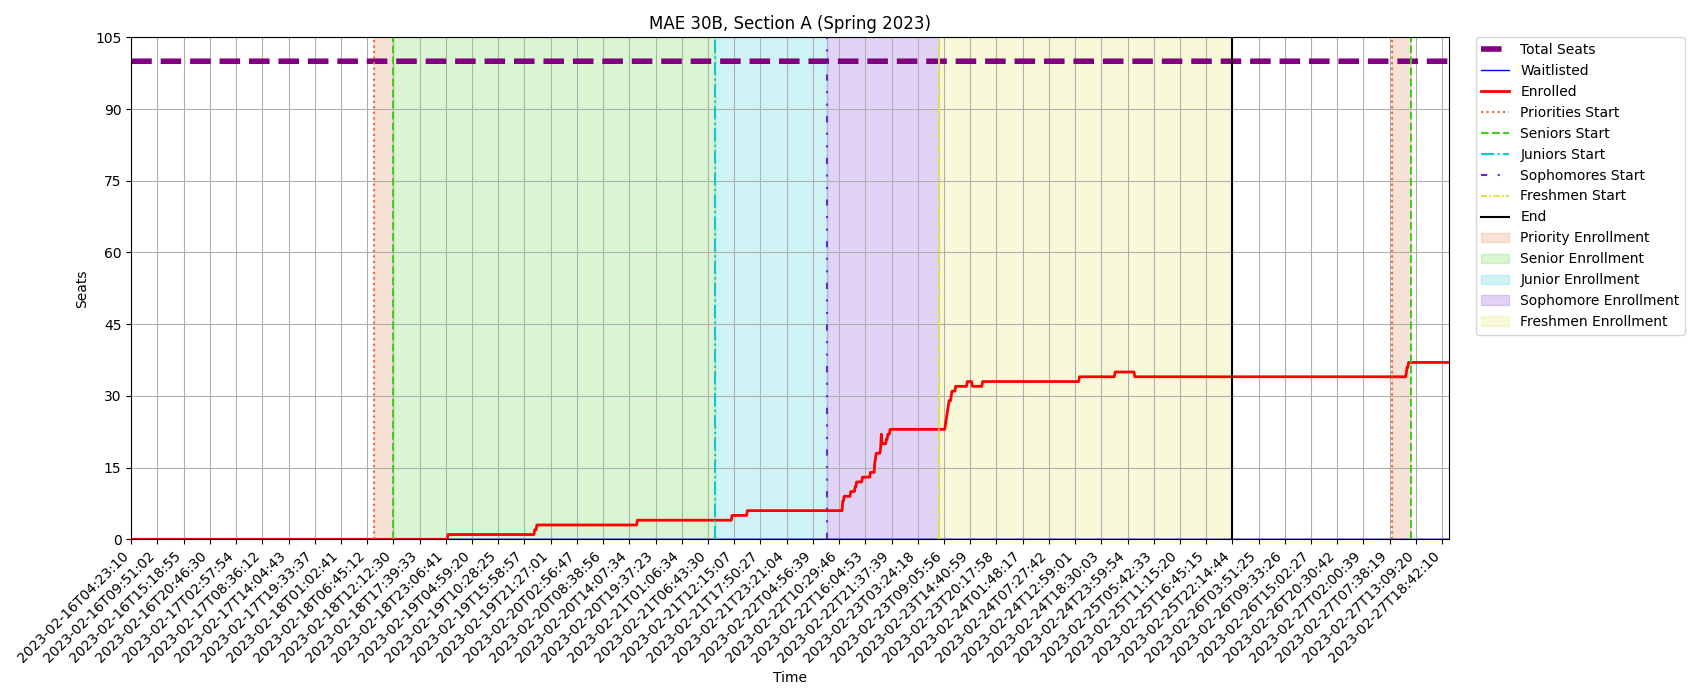 MAE 30B, Section A (Spring 2023)
105
90
75
60
45
30
15
0
Seats
2023-02-16T04:23:10
2023-02-16T09:51:02
2023-02-16T15:18:55
2023-02-16T20:46:30
2023-02-17T02:57:54
2023-02-17T08:36:12
2023-02-17T14:04:43
2023-02-17T19:33:37
2023-02-18T01:02:41
2023-02-18T06:45:12
2023-02-18T12:12:30
2023-02-18T17:39:33
2023-02-18T23:06:41
2023-02-19T04:59:20
2023-02-19T10:28:25
2023-02-19T15:58:57
2023-02-19T21:27:01
2023-02-20T02:56:47
2023-02-20T08:38:56
2023-02-20T14:07:34
2023-02-20T19:37:23
2023-02-21T01:06:34
2023-02-21T06:43:30
2023-02-21T12:15:07
2023-02-21T17:50:27
2023-02-21T23:21:04
2023-02-22T04:56:39
2023-02-22T10:29:46
2023-02-22T16:04:53
2023-02-22T21:37:39
2023-02-23T03:24:18
2023-02-23T09:05:56
2023-02-23T14:40:59
2023-02-23T20:17:58
2023-02-24T01:48:17
2023-02-24T07:27:42
2023-02-24T12:59:01
2023-02-24T18:30:03
2023-02-24T23:59:54
2023-02-25T05:42:33
2023-02-25T11:15:20
2023-02-25T16:45:15
2023-02-25T22:14:44
2023-02-26T03:51:25
2023-02-26T09:33:26
2023-02-26T15:02:27
2023-02-26T20:30:42
2023-02-27T02:00:39
2023-02-27T07:38:19
2023-02-27T13:09:20
2023-02-27T18:42:10
Time
Total Seats
Waitlisted
Enrolled
Priorities Start
Seniors Start
Juniors Start
Sophomores Start
Freshmen Start
End
Priority Enrollment
Senior Enrollment
Junior Enrollment
Sophomore Enrollment
Freshmen Enrollment